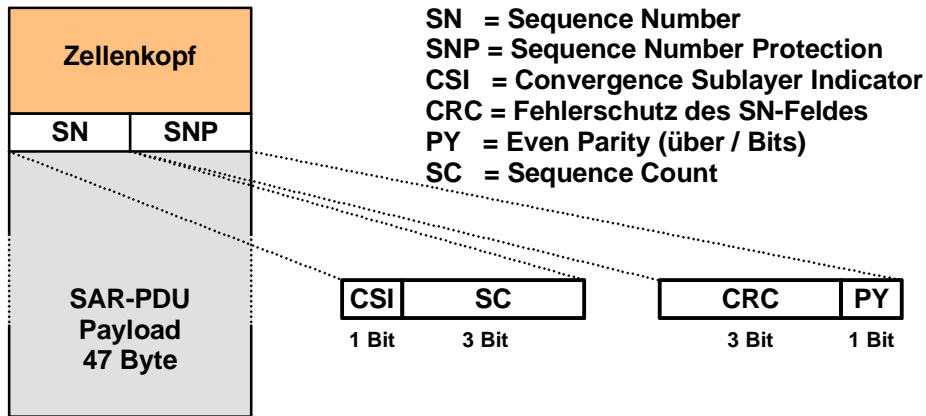 Zellenkopf
SN SNP
SAR-PDU
Payload
47 Byte
SN = Sequence Number
SNP = Sequence Number Protection
CSI = Convergence Sublayer Indicator
CRC = Fehlerschutz des SN-Feldes
PY = Even Parity (über / Bits)
SC = Sequence Count
CSI SC CRC PY
1 Bit 3 Bit 3 Bit 1 Bit